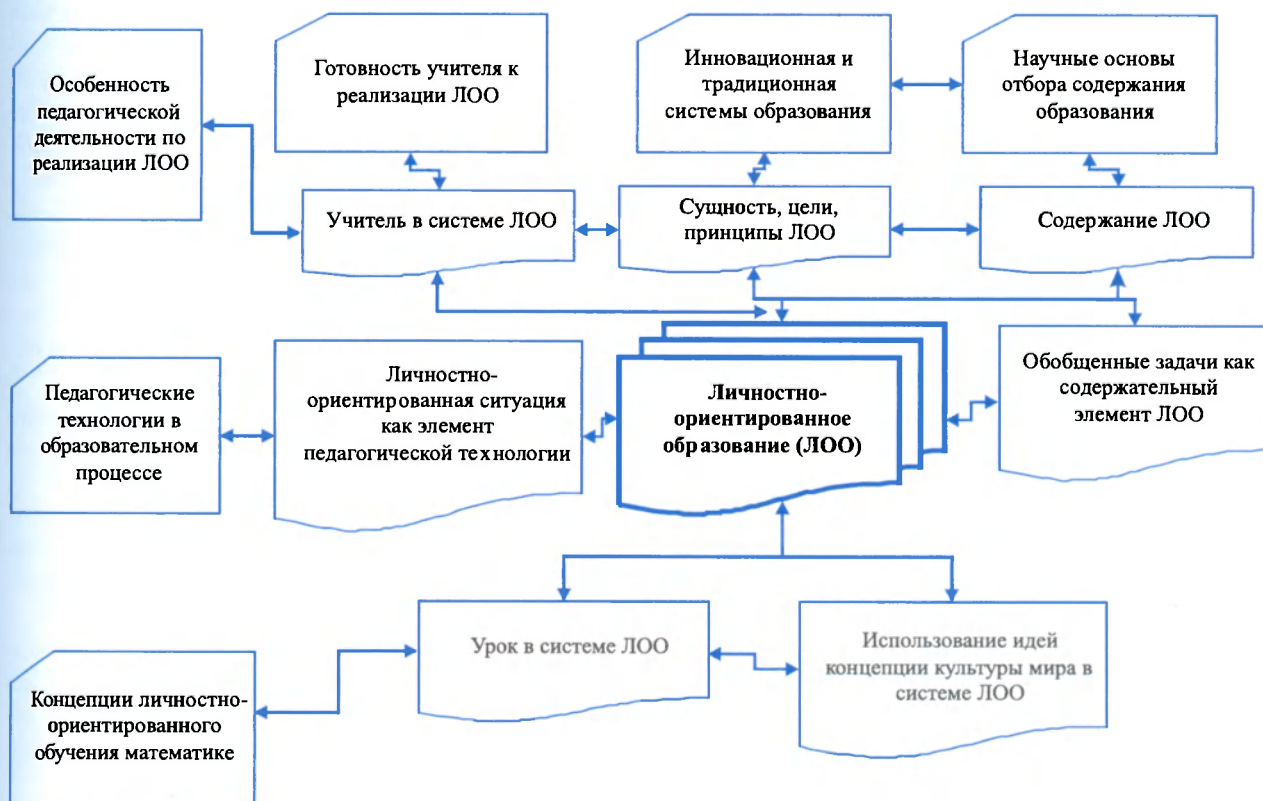 Особенность
педагогической
деятельности по
реализации ЛОО
Готовность учителя к
реализации ЛОО
Инновационная и
традиционная
системы образования
Научные основы
отбора содержания
образования
Учитель в системе ЛОО
Сущность, цели,
принципы ЛОО
Содержание ЛОО
Педагогические
технологии в
образовательном
процессе
Личностно-
ориентированная ситуация
как элемент
педагогической технологии
Личностно-
ориентированное
образование (ЛОО)
Обобщенные задачи как
содержательный
элемент ЛОО
Урок в системе ЛОО
Использование идей
концепции культуры мира в
системе ЛОО
Концепции личностно-
ориентированного
обучения математике